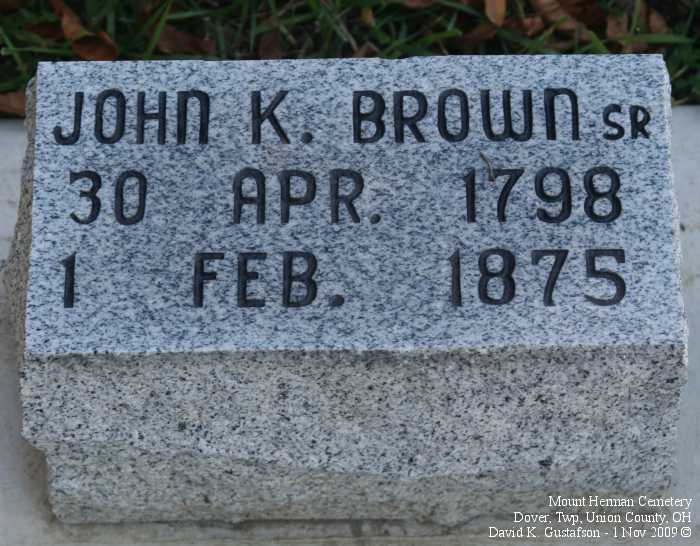 JOHN K. BROWN SR
30 APR. 1798
1 FEB. 1875
Mount Herman Cemetery
Dover, Twp, Union County, OH
David K. Gustafson - 1 Nov 2009 ©